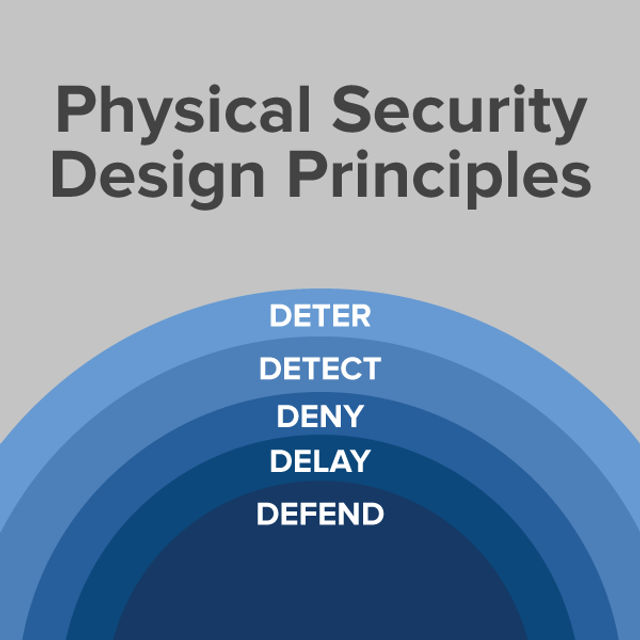 Physical Security
Design Principles
DETER
DETECT
DENY
DELAY
DEFEND